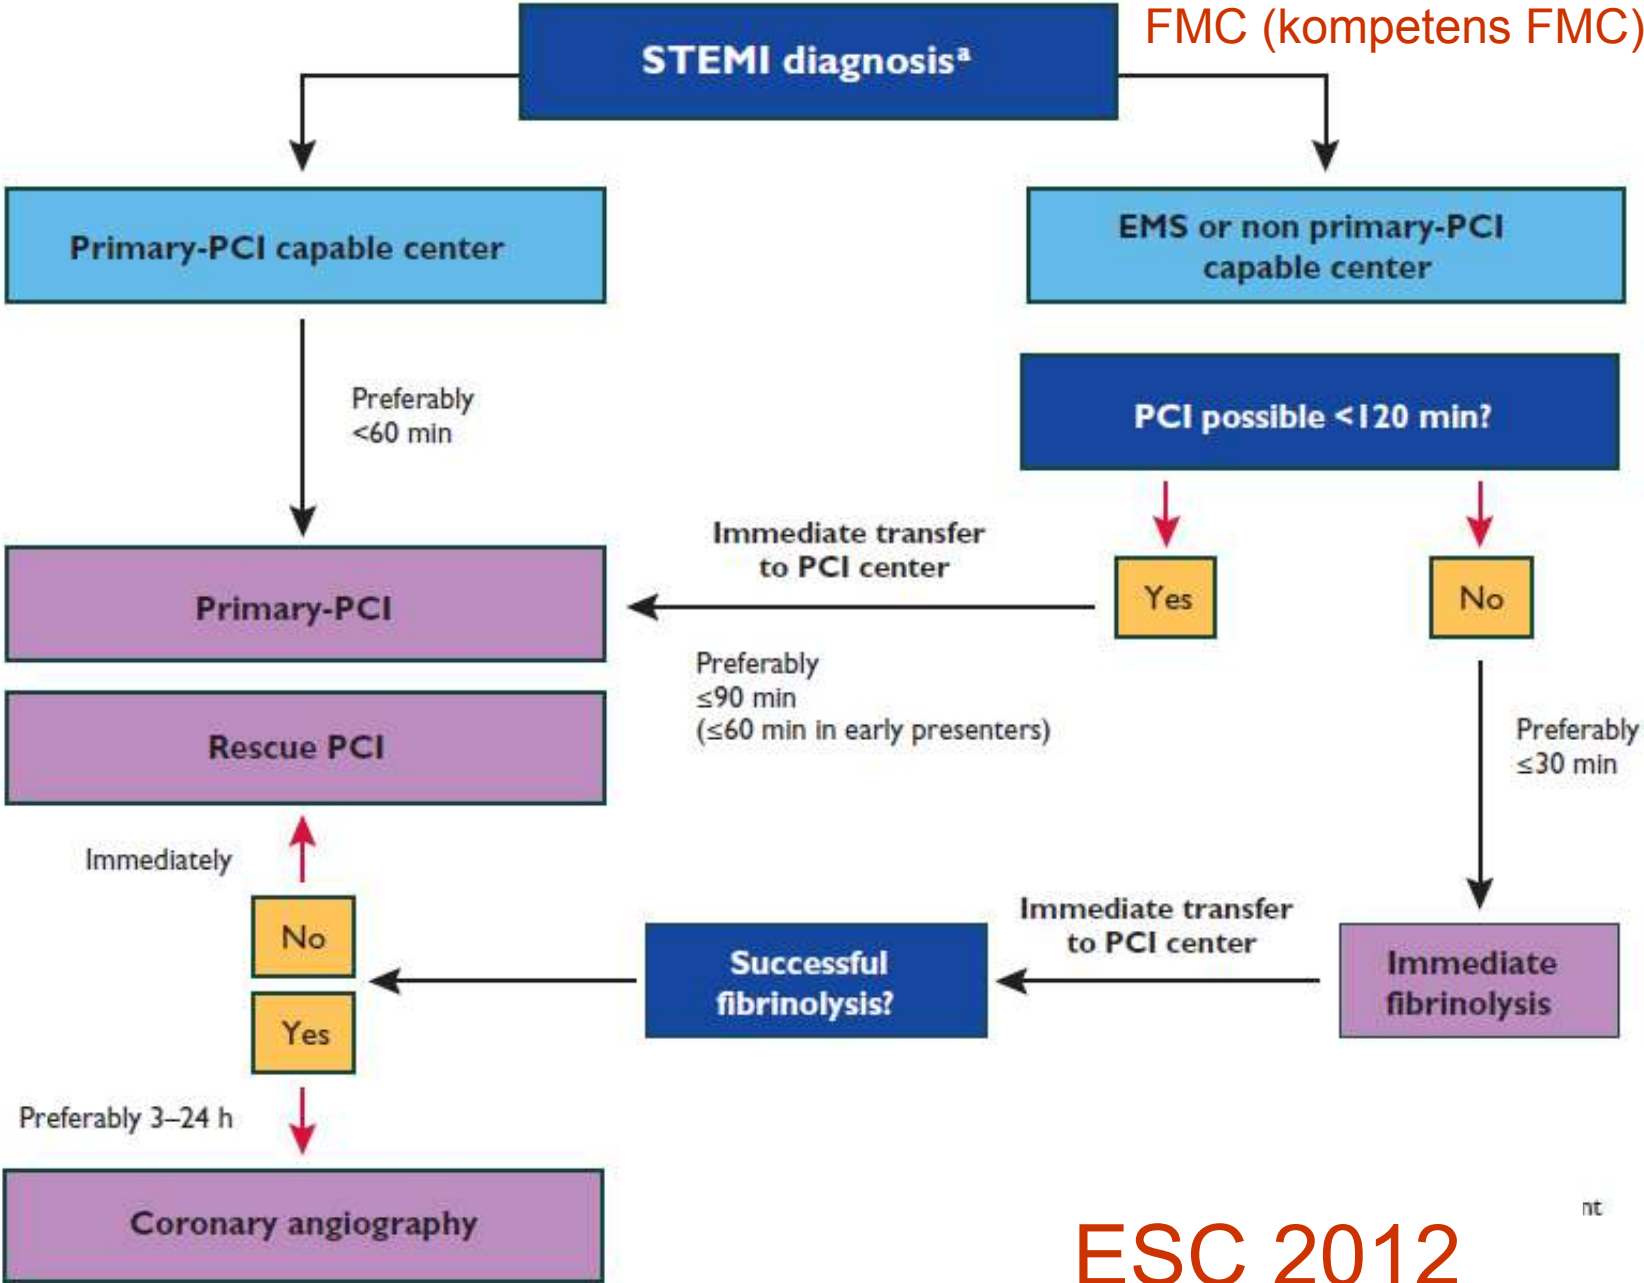 FMC (kompetens FMC)
STEMI diagnosisᵃ
Primary-PCI capable center
EMS or non primary-PCI
capable center
Preferably
<60 min
PCI possible <120 min?
Immediate transfer
to PCI center
Yes
No
Primary-PCI
Preferably
≤90 min
(≤60 min in early presenters)
Rescue PCI
Preferably
≤30 min
Immediately
No
Yes
Successful
fibrinolysis?
Immediate transfer
to PCI center
Immediate
fibrinolysis
Preferably 3–24 h
Coronary angiography
nt
ESC 2012